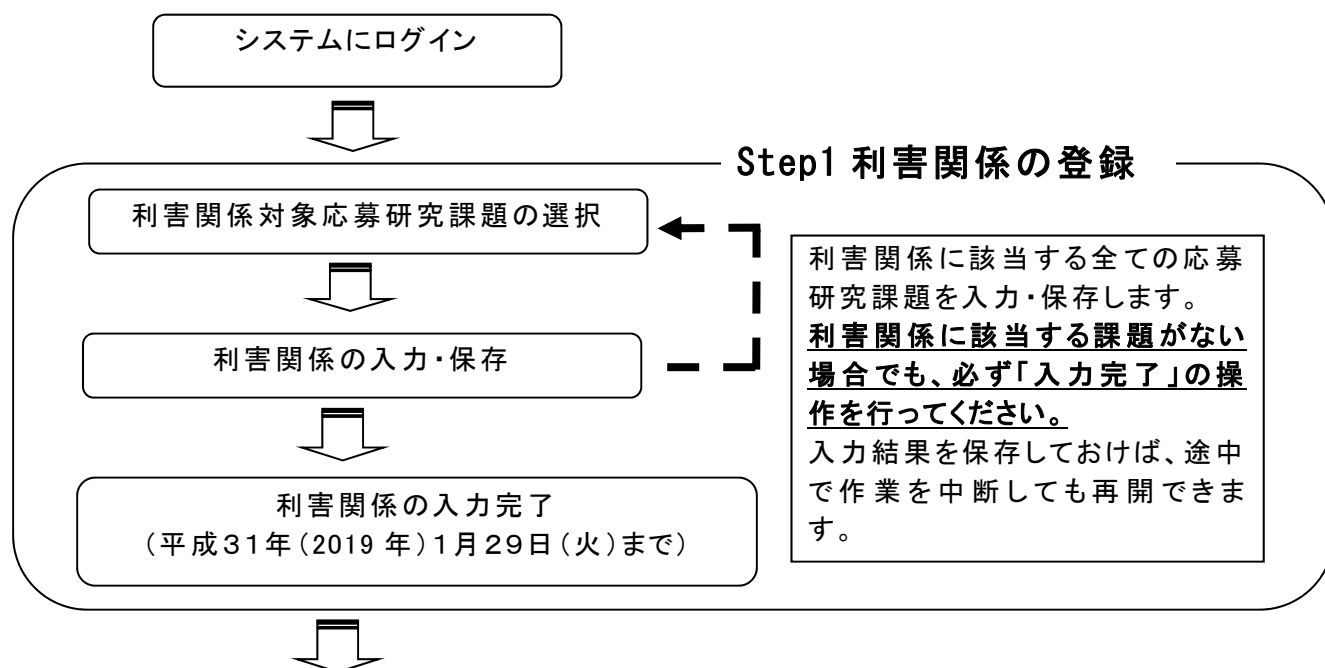 システムにログイン
Step1 利害関係の登録
利害関係対象応募研究課題の選択
利害関係の入力・保存
利害関係の入力完了
（平成３１年（2019 年）１月２９日（火）まで）
利害関係に該当する全ての応募
研究課題を入力・保存します。
利害関係に該当する課題がない
場合でも、必ず「入力完了」の操
作を行ってください。
入力結果を保存しておけば、途中
で作業を中断しても再開できま
す。